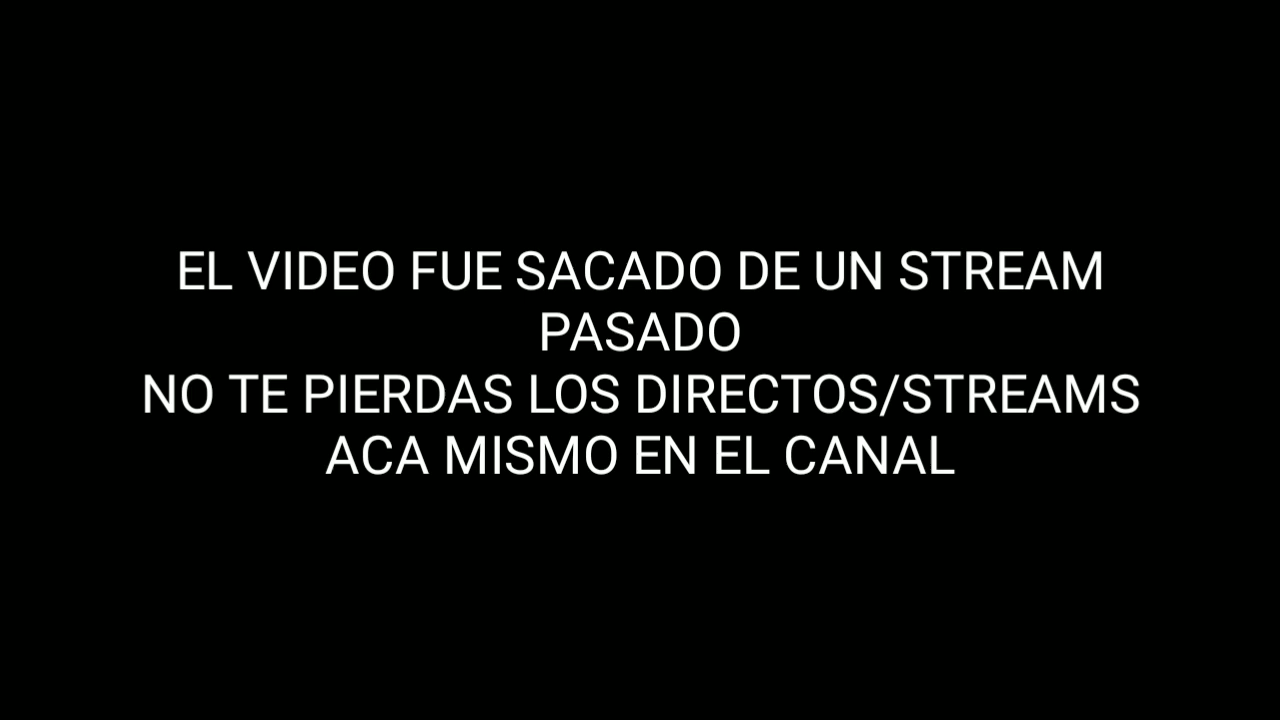 EL VIDEO FUE SACADO DE UN STREAM
PASADO
NO TE PIERDAS LOS DIRECTOS/STREAMS
ACA MISMO EN EL CANAL